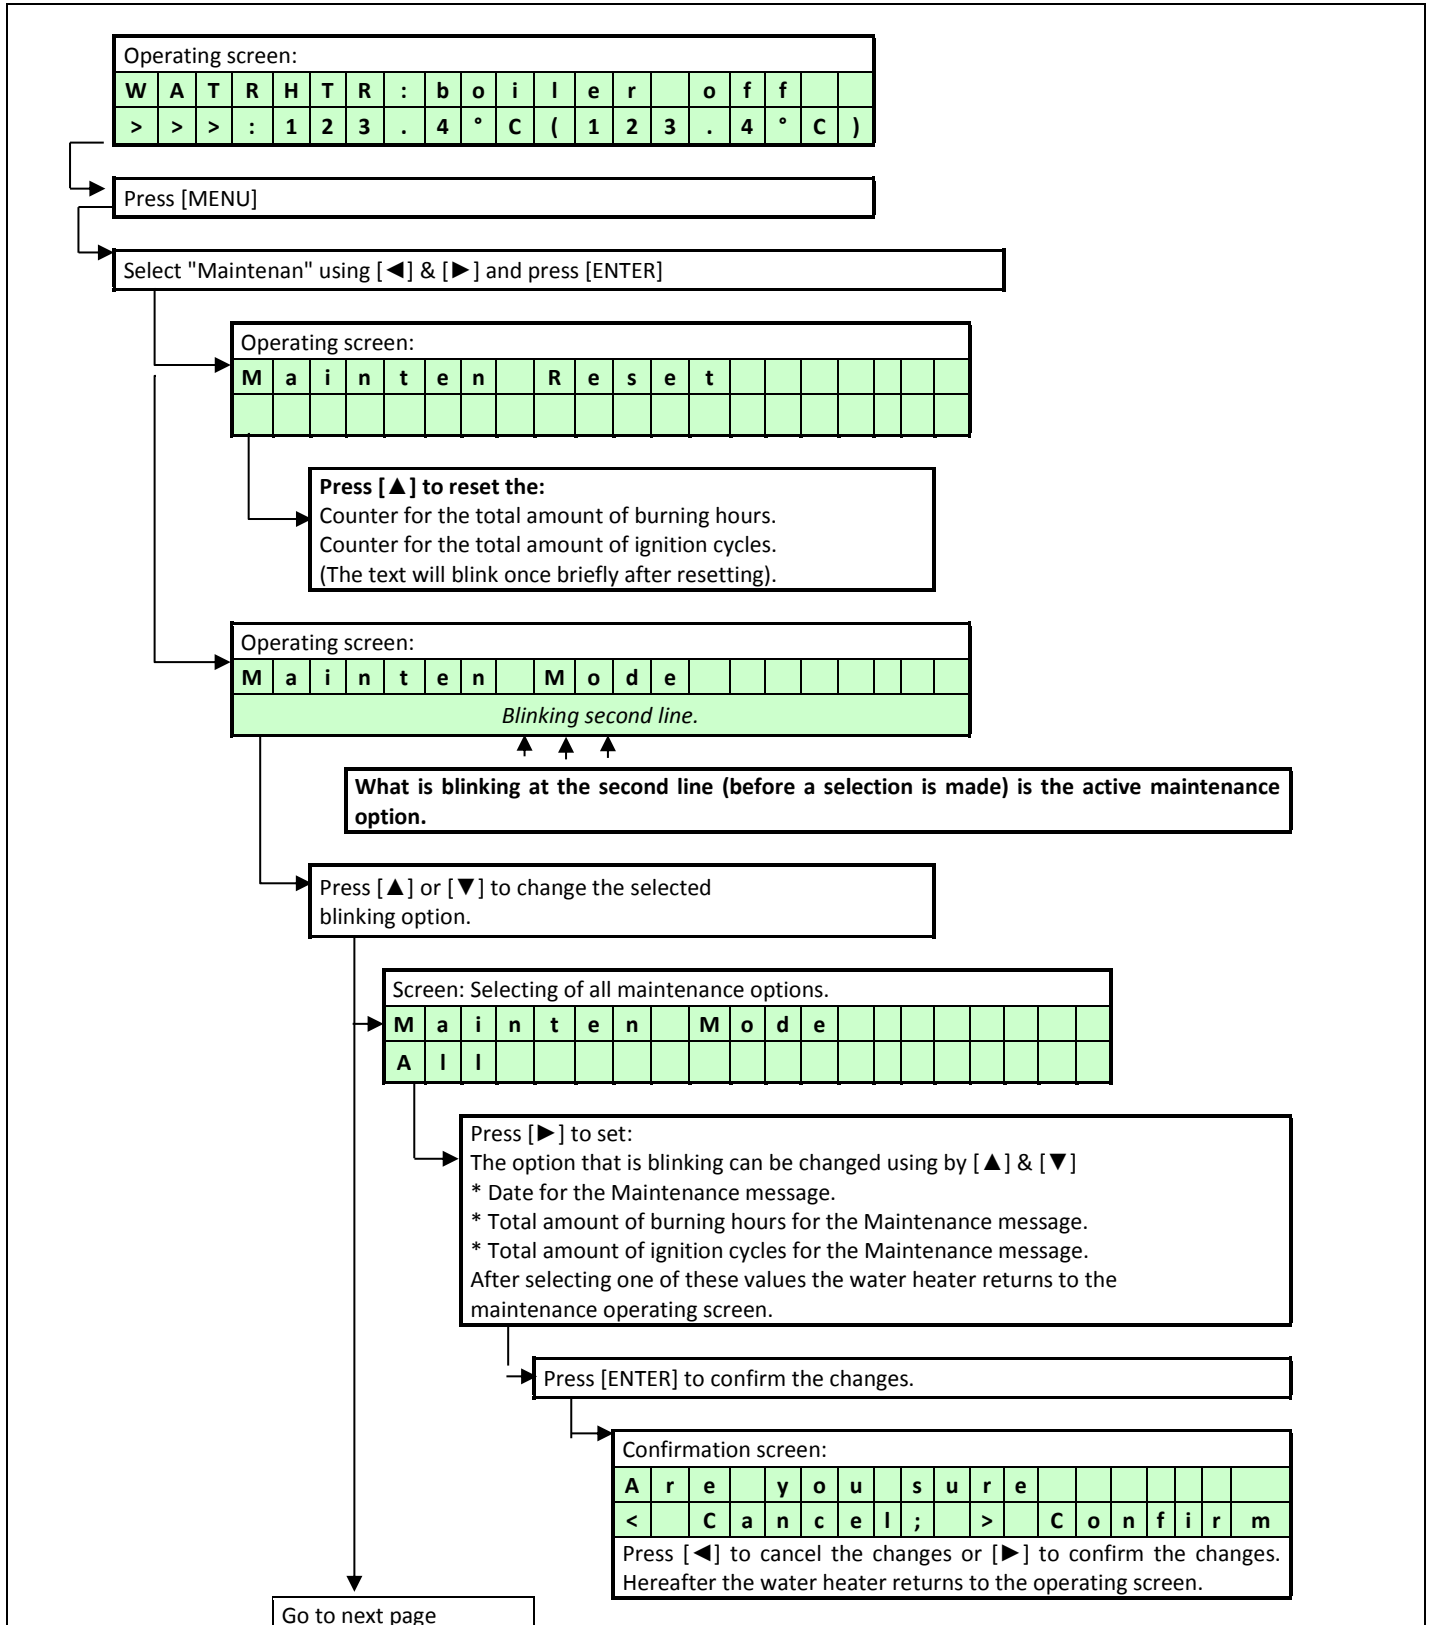 Operating screen:
WATRHTR:boiler off
>>>:123.4°C(123.4°C)
Press [MENU]
Select "Maintenan" using [◄] & [►] and press [ENTER]
Operating screen:
Mainten Reset
Press [▲] to reset the:
Counter for the total amount of burning hours.
Counter for the total amount of ignition cycles.
(The text will blink once briefly after resetting).
Operating screen:
Mainten Mode
Blinking second line.
What is blinking at the second line (before a selection is made) is the active maintenance
option.
Press [▲] or [▼] to change the selected
blinking option.
Screen: Selecting of all maintenance options.
Mainten Mode
All
Press [►] to set:
The option that is blinking can be changed using by [▲] & [▼]
* Date for the Maintenance message.
* Total amount of burning hours for the Maintenance message.
* Total amount of ignition cycles for the Maintenance message.
After selecting one of these values the water heater returns to the
maintenance operating screen.
Press [ENTER] to confirm the changes.
Confirmation screen:
Are you sure
< Cancel; > Confirm
Press [◄] to cancel the changes or [►] to confirm the changes.
Hereafter the water heater returns to the operating screen.
Go to next page